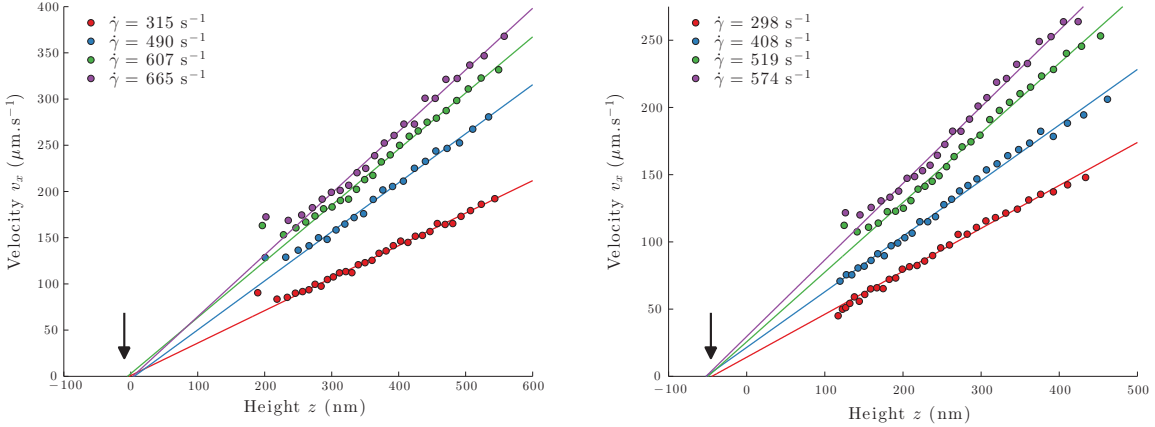 400
350
300
250
200
150
100
50
0
Velocity vₓ (μm.s⁻¹)
γ̇ = 315 s⁻¹
γ̇ = 490 s⁻¹
γ̇ = 607 s⁻¹
γ̇ = 665 s⁻¹
−100 0 100 200 300 400 500 600
Height z (nm)
250
200
150
100
50
0
Velocity vₓ (μm.s⁻¹)
γ̇ = 298 s⁻¹
γ̇ = 408 s⁻¹
γ̇ = 519 s⁻¹
γ̇ = 574 s⁻¹
−100 0 100 200 300 400 500
Height z (nm)